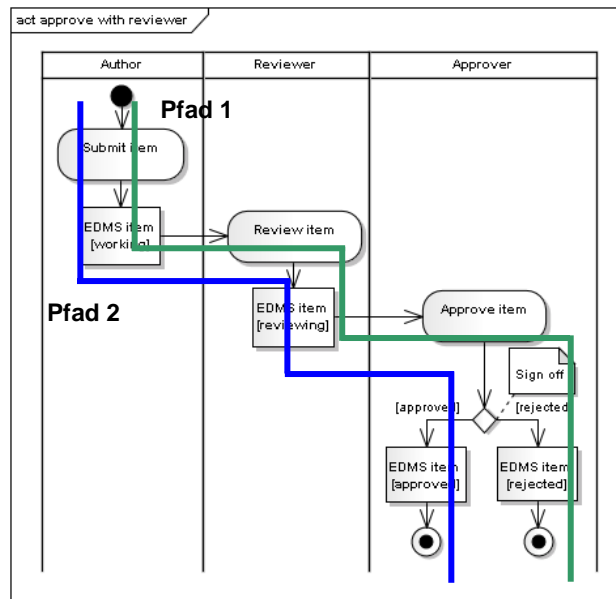 act approve with reviewer
Author
Reviewer
Approver
Pfad 1
Submit item
EDMS item
[working]
Review item
Pfad 2
EDMS item
[reviewing]
Approve item
Sign off
[approved]
[rejected
EDMS item
[approved]
EDMS item
[rejected]